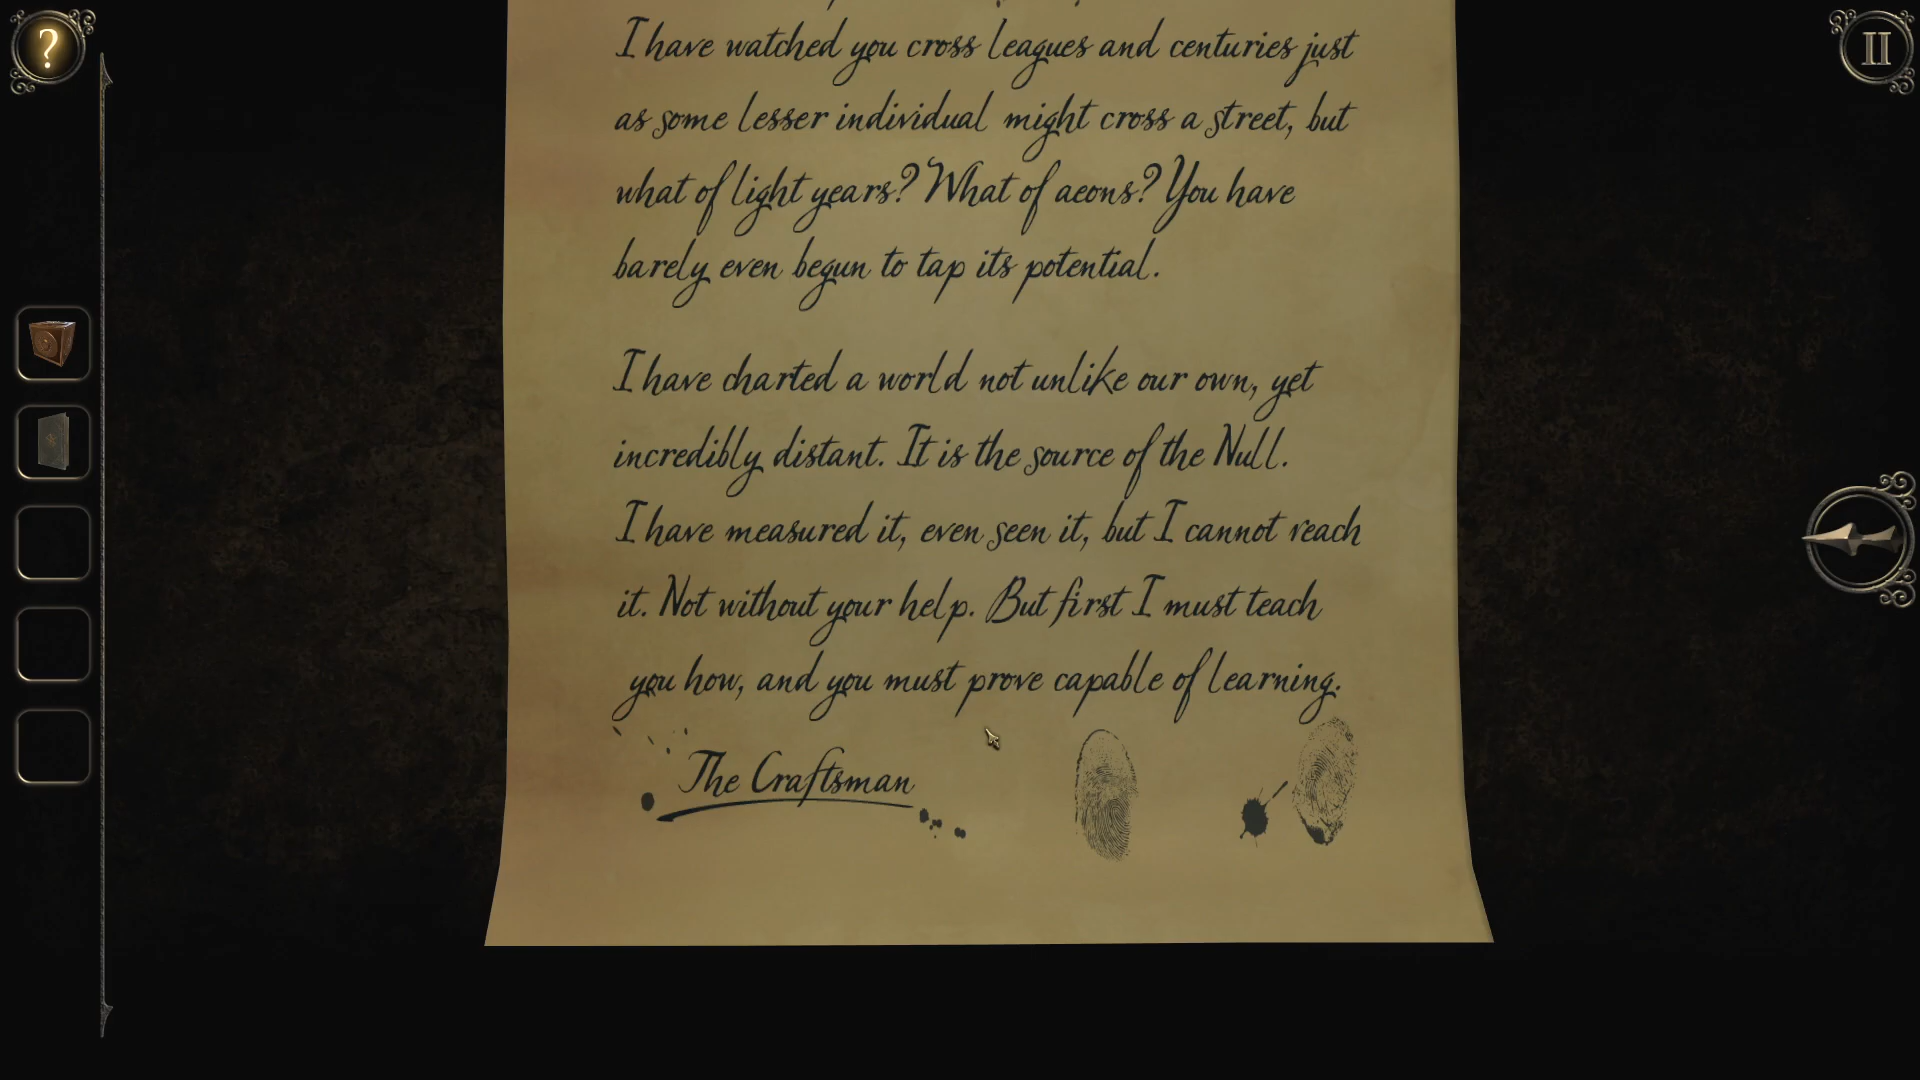 ?
II
I have watched you cross leagues and centuries just
as some lesser individual might cross a street, but
what of light years? What of aeons? You have
barely even begun to tap its potential.
I have charted a world not unlike our own, yet
incredibly distant. It is the source of the Null.
I have measured it, even seen it, but I cannot reach
it. Not without your help. But first I must teach
you how, and you must prove capable of learning.
The Craftsman